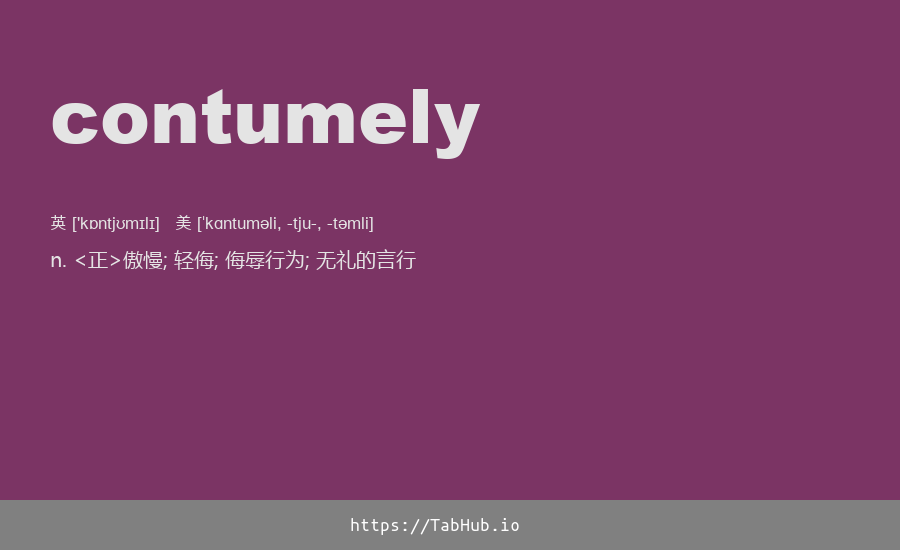 contumely
英 ['kɒntjʊmɪlɪ] 美 [ˈkɑntuməli, -tju-, -təmli]
n. <正>傲慢; 轻侮; 侮辱行为; 无礼的言行
https://TabHub.io